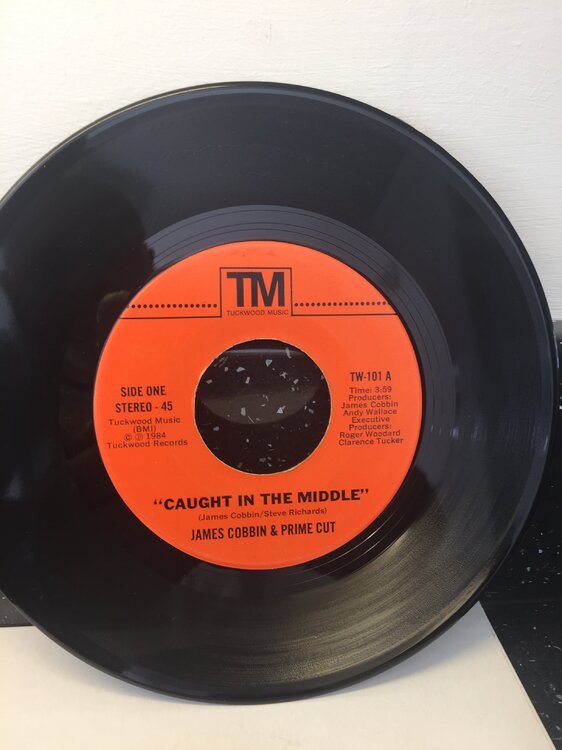 TM
TUCKWOOD MUSIC
SIDE ONE
STEREO - 45
Tuckwood Music
(BMI)
© ℗ 1984
Tuckwood Records
TW-101 A
Time: 3:59
Producers:
James Cobbin
Andy Wallace
Executive
Producers:
Roger Woodard
Clarence Tucker
"CAUGHT IN THE MIDDLE"
(James Cobbin/Steve Richards)
JAMES COBBIN & PRIME CUT